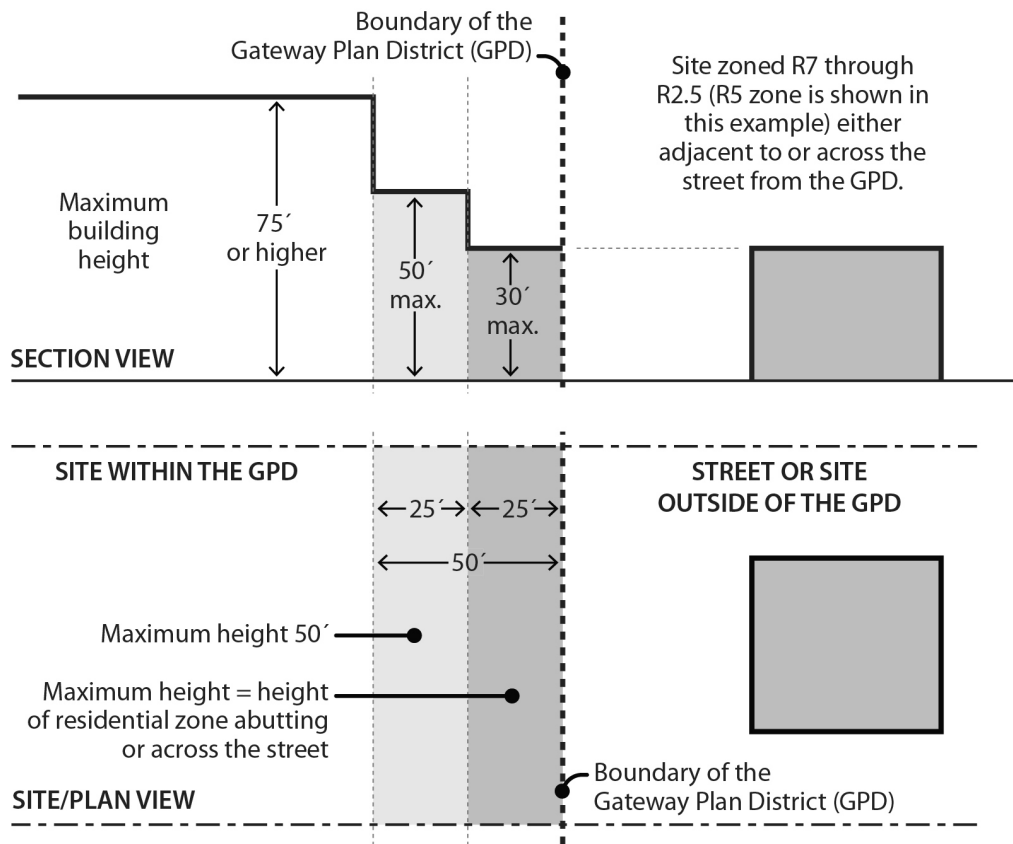 Boundary of the
Gateway Plan District (GPD)
Site zoned R7 through
R2.5 (R5 zone is shown in
this example) either
adjacent to or across the
street from the GPD.
Maximum
building
height
75´
or higher
50´
max.
30´
max.
SECTION VIEW
SITE WITHIN THE GPD
STREET OR SITE
OUTSIDE OF THE GPD
25´
25´
50´
Maximum height 50´
Maximum height = height
of residential zone abutting
or across the street
Boundary of the
Gateway Plan District (GPD)
SITE/PLAN VIEW